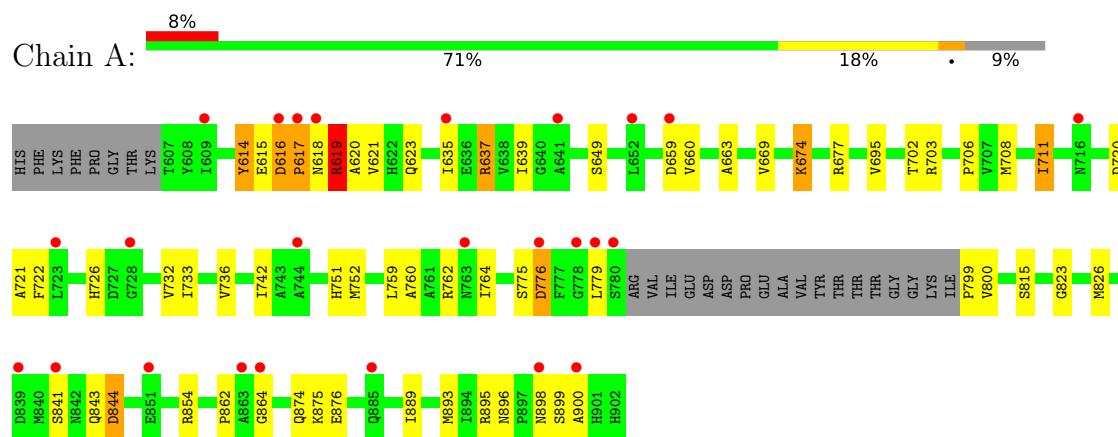 8%
Chain A:
71% 18% • 9%
HIS PHE LYS PHE PRO GLY THR LYS T607 Y608 I609 Y614 E615 D616 P617 N618 R619 A620 V621 H622 Q623 I635 E636 R637 V638 I639 G640 A641 S649 L652 D659 V660 A663 V669 K674 R677 V695 T702 R703 P706 V707 M708 I711 N716
A721 F722 L723 H726 D727 G728 V732 I733 V736 I742 A743 A744 H751 M752 L759 A760 A761 R762 N763 I764 S775 D776 F777 G778 L779 S780 ARG VAL ILE GLU ASP ASP PRO GLU ALA VAL TYR THR THR THR GLY GLY LYS ILE P799 V800 S815 G823 M826
D839 M840 S841 N842 Q843 D844 E851 R854 P862 A863 G864 Q874 K875 E876 Q885 I889 M893 I894 R895 N896 P897 N898 S899 A900 H901 H902